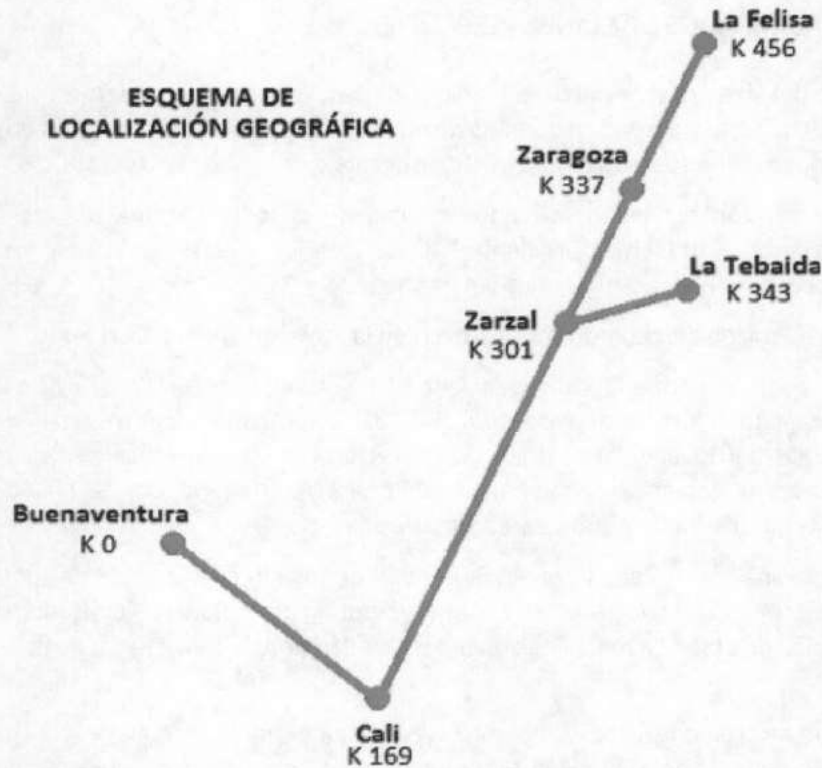 La Felisa
K 456
ESQUEMA DE
LOCALIZACIÓN GEOGRÁFICA
Zaragoza
K 337
La Tebaida
K 343
Zarzal
K 301
Buenaventura
K 0
Cali
K 169